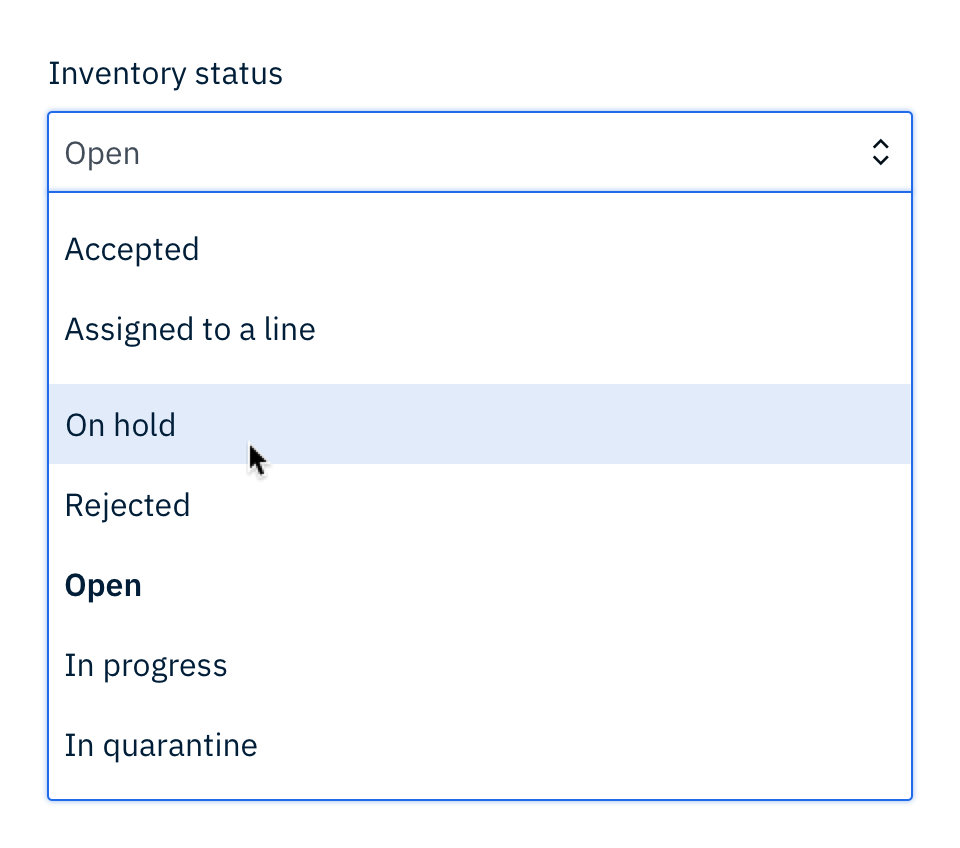 Inventory status
Open
Accepted
Assigned to a line
On hold
Rejected
Open
In progress
In quarantine